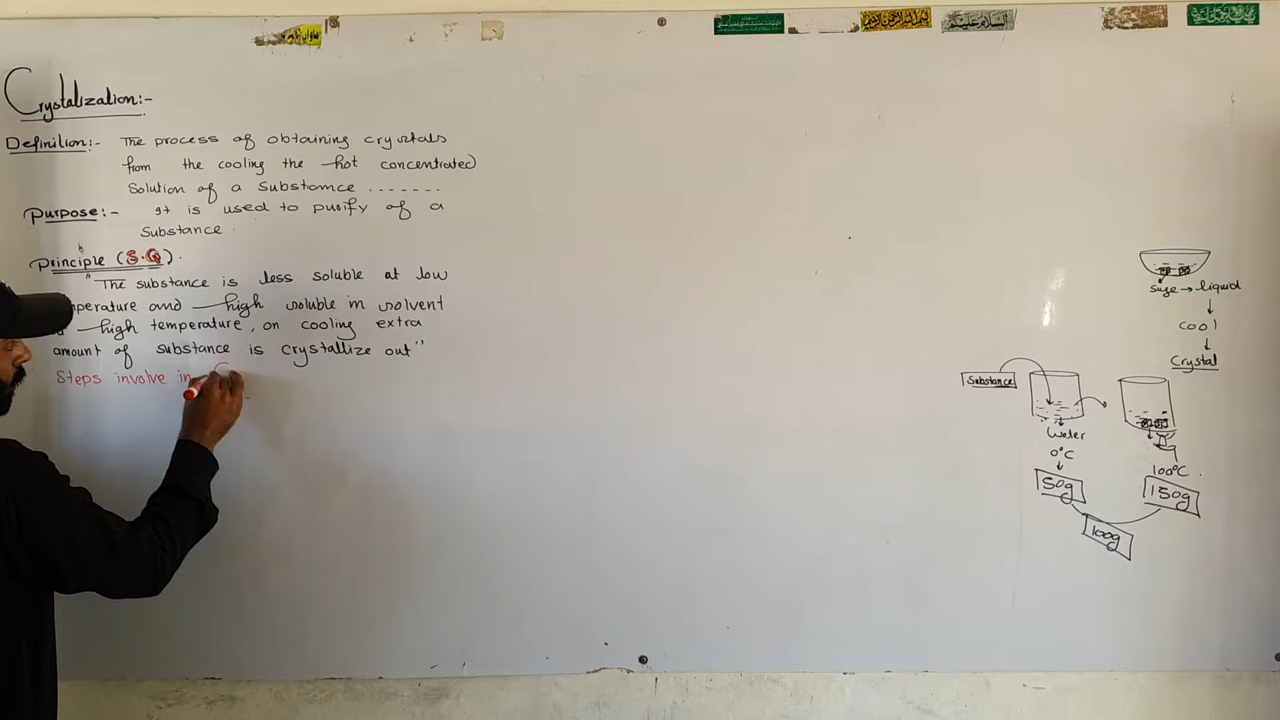 السلام علیکم
Crystalization:-
Definition:- The process of obtaining crystals
from the cooling the hot concentrated
Solution of a Substance .......
Purpose:- It is used to purify of a
Substance.
Principle (S.Q).
"The substance is less soluble at low
perature and high soluble in solvent
high temperature, on cooling extra
amount of substance is crystallize out"
Steps involve in C
liquid
cool
Crystal
Substance
Water
0°C
50g
100°C
150g
100g